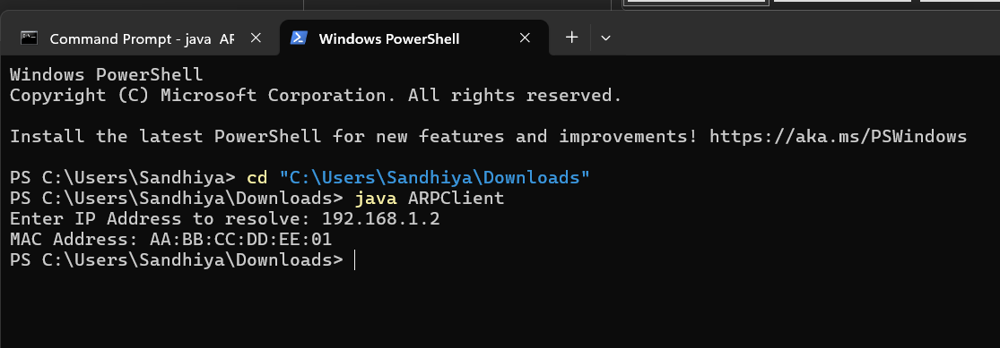 Command Prompt - java AF
Windows PowerShell
Windows PowerShell
Copyright (C) Microsoft Corporation. All rights reserved.
Install the latest PowerShell for new features and improvements! https://aka.ms/PSWindows
PS C:\Users\Sandhiya> cd "C:\Users\Sandhiya\Downloads"
PS C:\Users\Sandhiya\Downloads> java ARPClient
Enter IP Address to resolve: 192.168.1.2
MAC Address: AA:BB:CC:DD:EE:01
PS C:\Users\Sandhiya\Downloads>